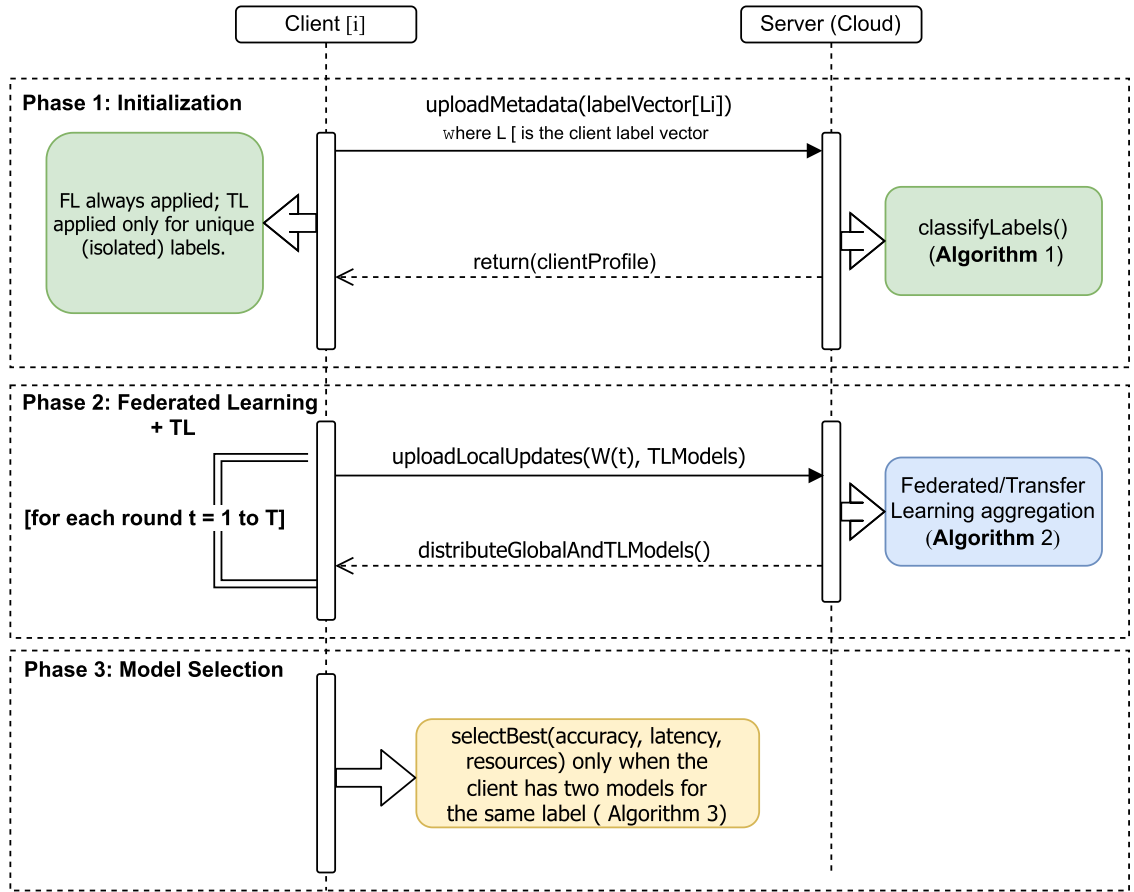 Client [i]
Server (Cloud)
Phase 1: Initialization
uploadMetadata(labelVector[Li])
where L [ is the client label vector
FL always applied; TL
applied only for unique
(isolated) labels.
classifyLabels()
(Algorithm 1)
return(clientProfile)
Phase 2: Federated Learning
+ TL
uploadLocalUpdates(W(t), TLModels)
[for each round t = 1 to T]
Federated/Transfer
Learning aggregation
(Algorithm 2)
distributeGlobalAndTLModels()
Phase 3: Model Selection
selectBest(accuracy, latency,
resources) only when the
client has two models for
the same label ( Algorithm 3)